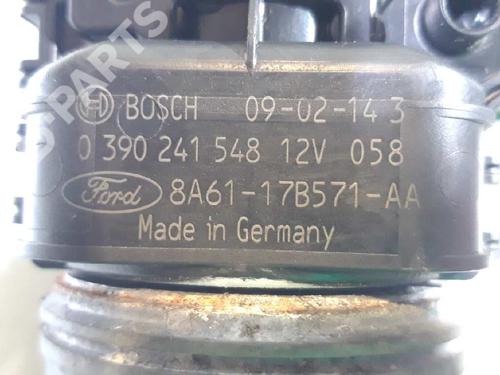 BOSCH 09-02-14 3
0 390 241 548 12V 058
Ford 8A61-17B571-AA
Made in Germany